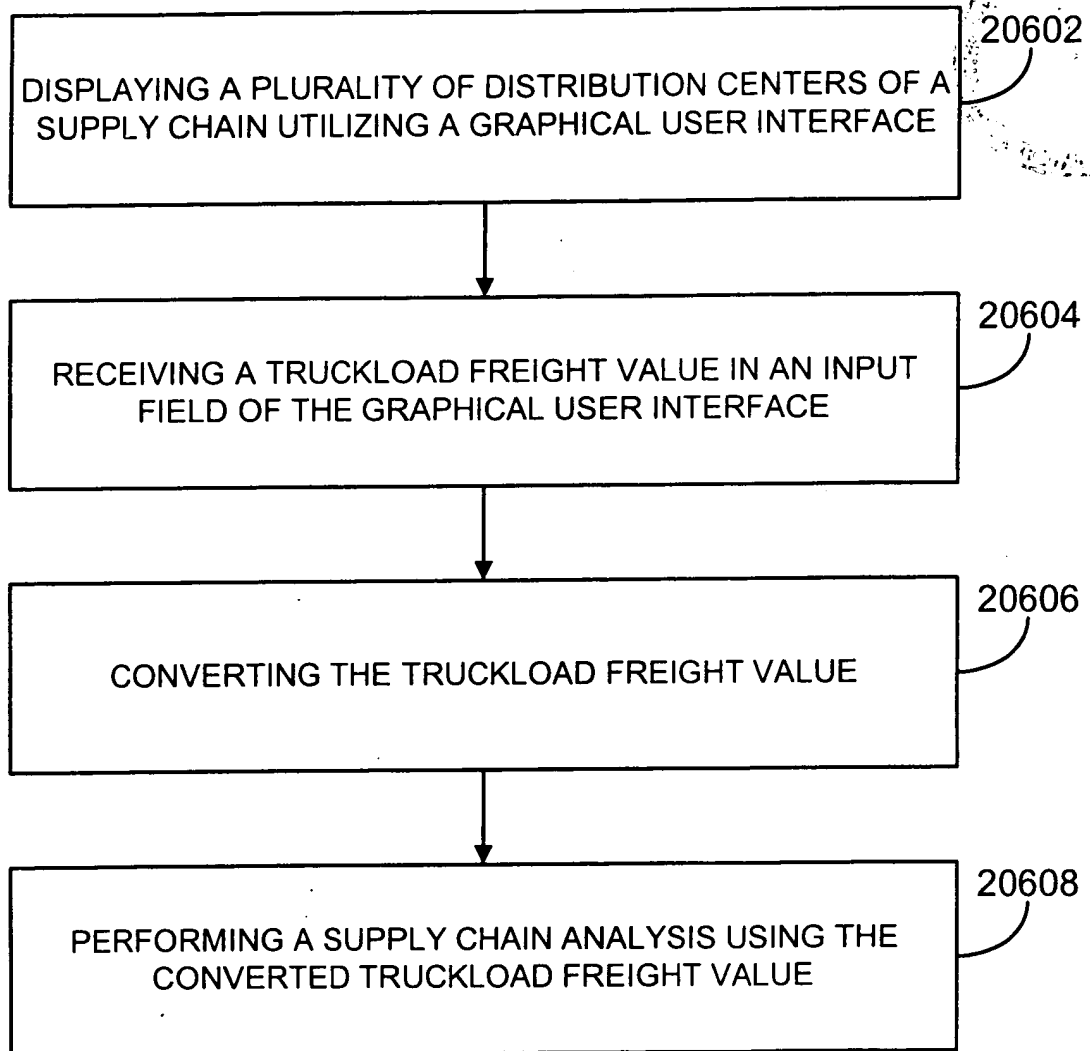 20602
DISPLAYING A PLURALITY OF DISTRIBUTION CENTERS OF A
SUPPLY CHAIN UTILIZING A GRAPHICAL USER INTERFACE
20604
RECEIVING A TRUCKLOAD FREIGHT VALUE IN AN INPUT
FIELD OF THE GRAPHICAL USER INTERFACE
20606
CONVERTING THE TRUCKLOAD FREIGHT VALUE
20608
PERFORMING A SUPPLY CHAIN ANALYSIS USING THE
CONVERTED TRUCKLOAD FREIGHT VALUE